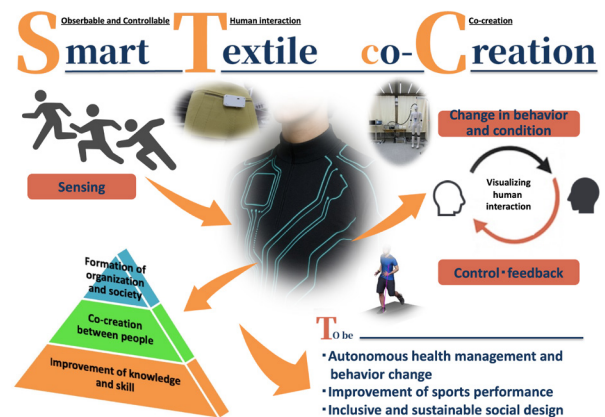 Obserbable and Controllable
Human interaction
Co-creation
Smart Textile co-Creation
Sensing
Change in behavior
and condition
Visualizing
human
interaction
Control・feedback
Formation of
organization
and society
Co-creation
between people
Improvement of knowledge
and skill
To be
・Autonomous health management and
behavior change
・Improvement of sports performance
・Inclusive and sustainable social design